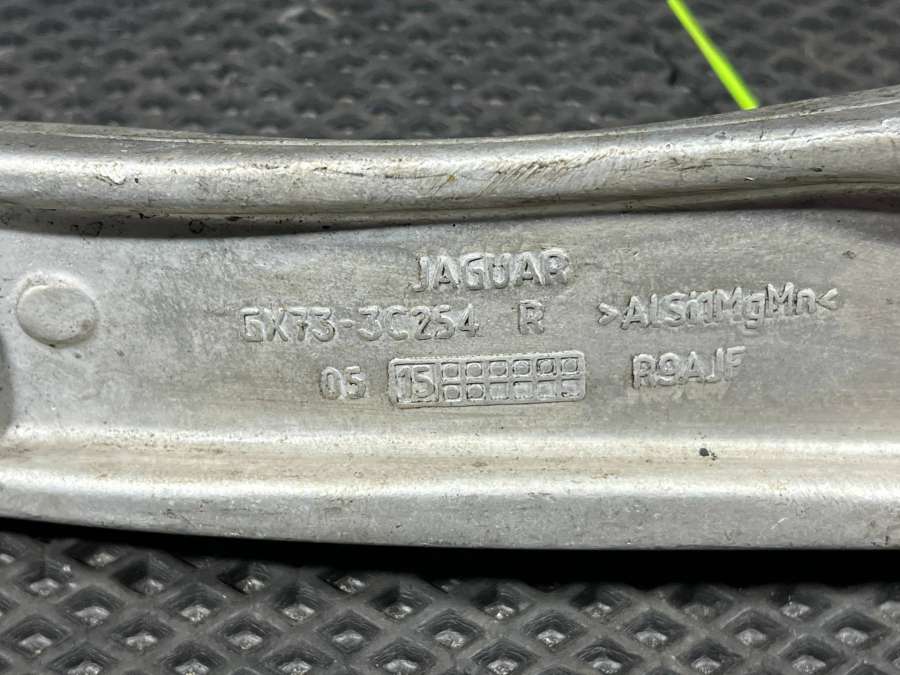 JAGUAR
GX73-3C254 R >AlSi1MgMn<
05 15 R9AJF